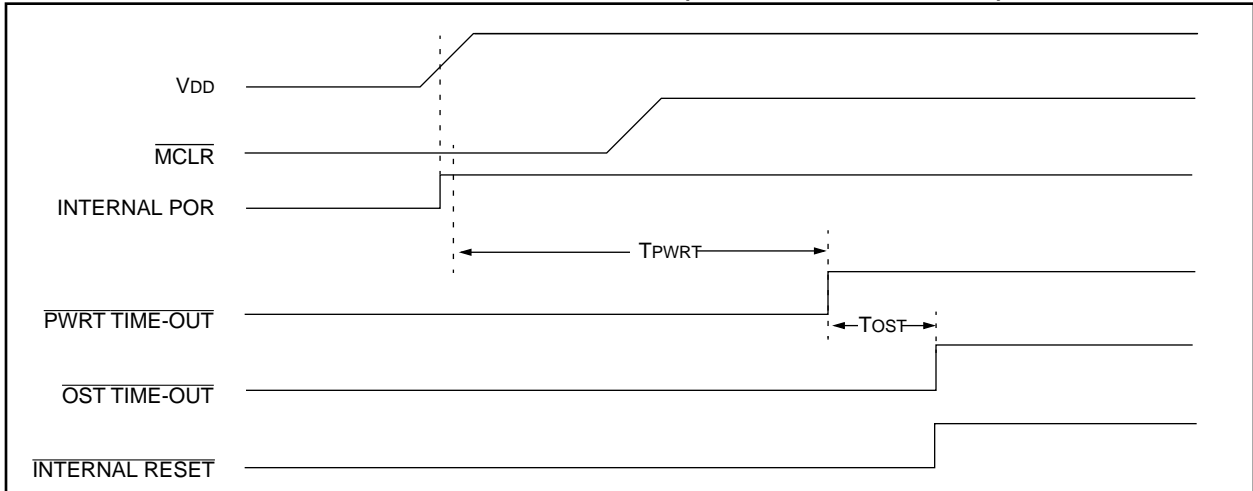 VDD
MCLR
INTERNAL POR
TPWRT
PWRT TIME-OUT
TOST
OST TIME-OUT
INTERNAL RESET